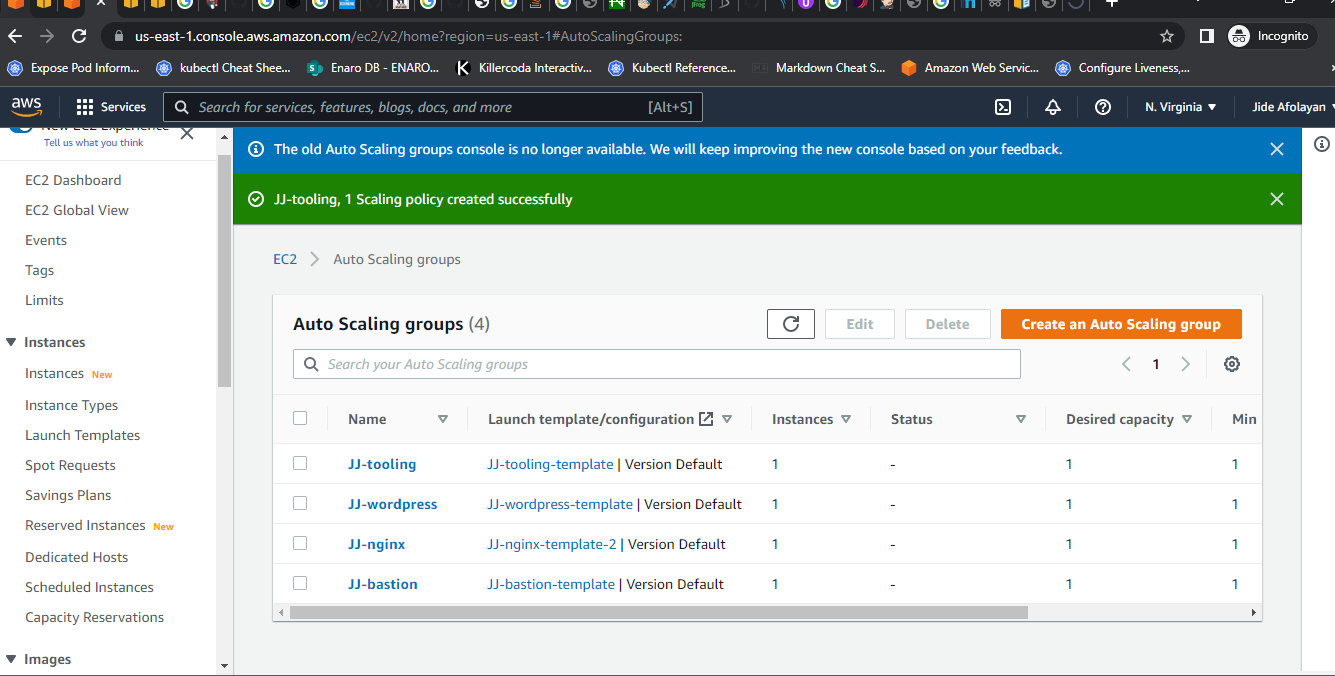 us-east-1.console.aws.amazon.com/ec2/v2/home?region=us-east-1#AutoScalingGroups:
Incognito
Expose Pod Inform...
kubectl Cheat Shee...
Enaro DB - ENARO...
Killercoda Interactiv...
Kubectl Reference...
Markdown Cheat S...
Amazon Web Servic...
Configure Liveness,...
aws
Services
Search for services, features, blogs, docs, and more
[Alt+S]
N. Virginia
Jide Afolayan
New EC2 Experience
Tell us what you think
EC2 Dashboard
EC2 Global View
Events
Tags
Limits
Instances
Instances New
Instance Types
Launch Templates
Spot Requests
Savings Plans
Reserved Instances New
Dedicated Hosts
Scheduled Instances
Capacity Reservations
Images
The old Auto Scaling groups console is no longer available. We will keep improving the new console based on your feedback.
JJ-tooling, 1 Scaling policy created successfully
EC2 > Auto Scaling groups
Auto Scaling groups (4)
Edit
Delete
Create an Auto Scaling group
Search your Auto Scaling groups
1
Name Launch template/configuration Instances Status Desired capacity Min
JJ-tooling JJ-tooling-template | Version Default 1 - 1 1
JJ-wordpress JJ-wordpress-template | Version Default 1 - 1 1
JJ-nginx JJ-nginx-template-2 | Version Default 1 - 1 1
JJ-bastion JJ-bastion-template | Version Default 1 - 1 1